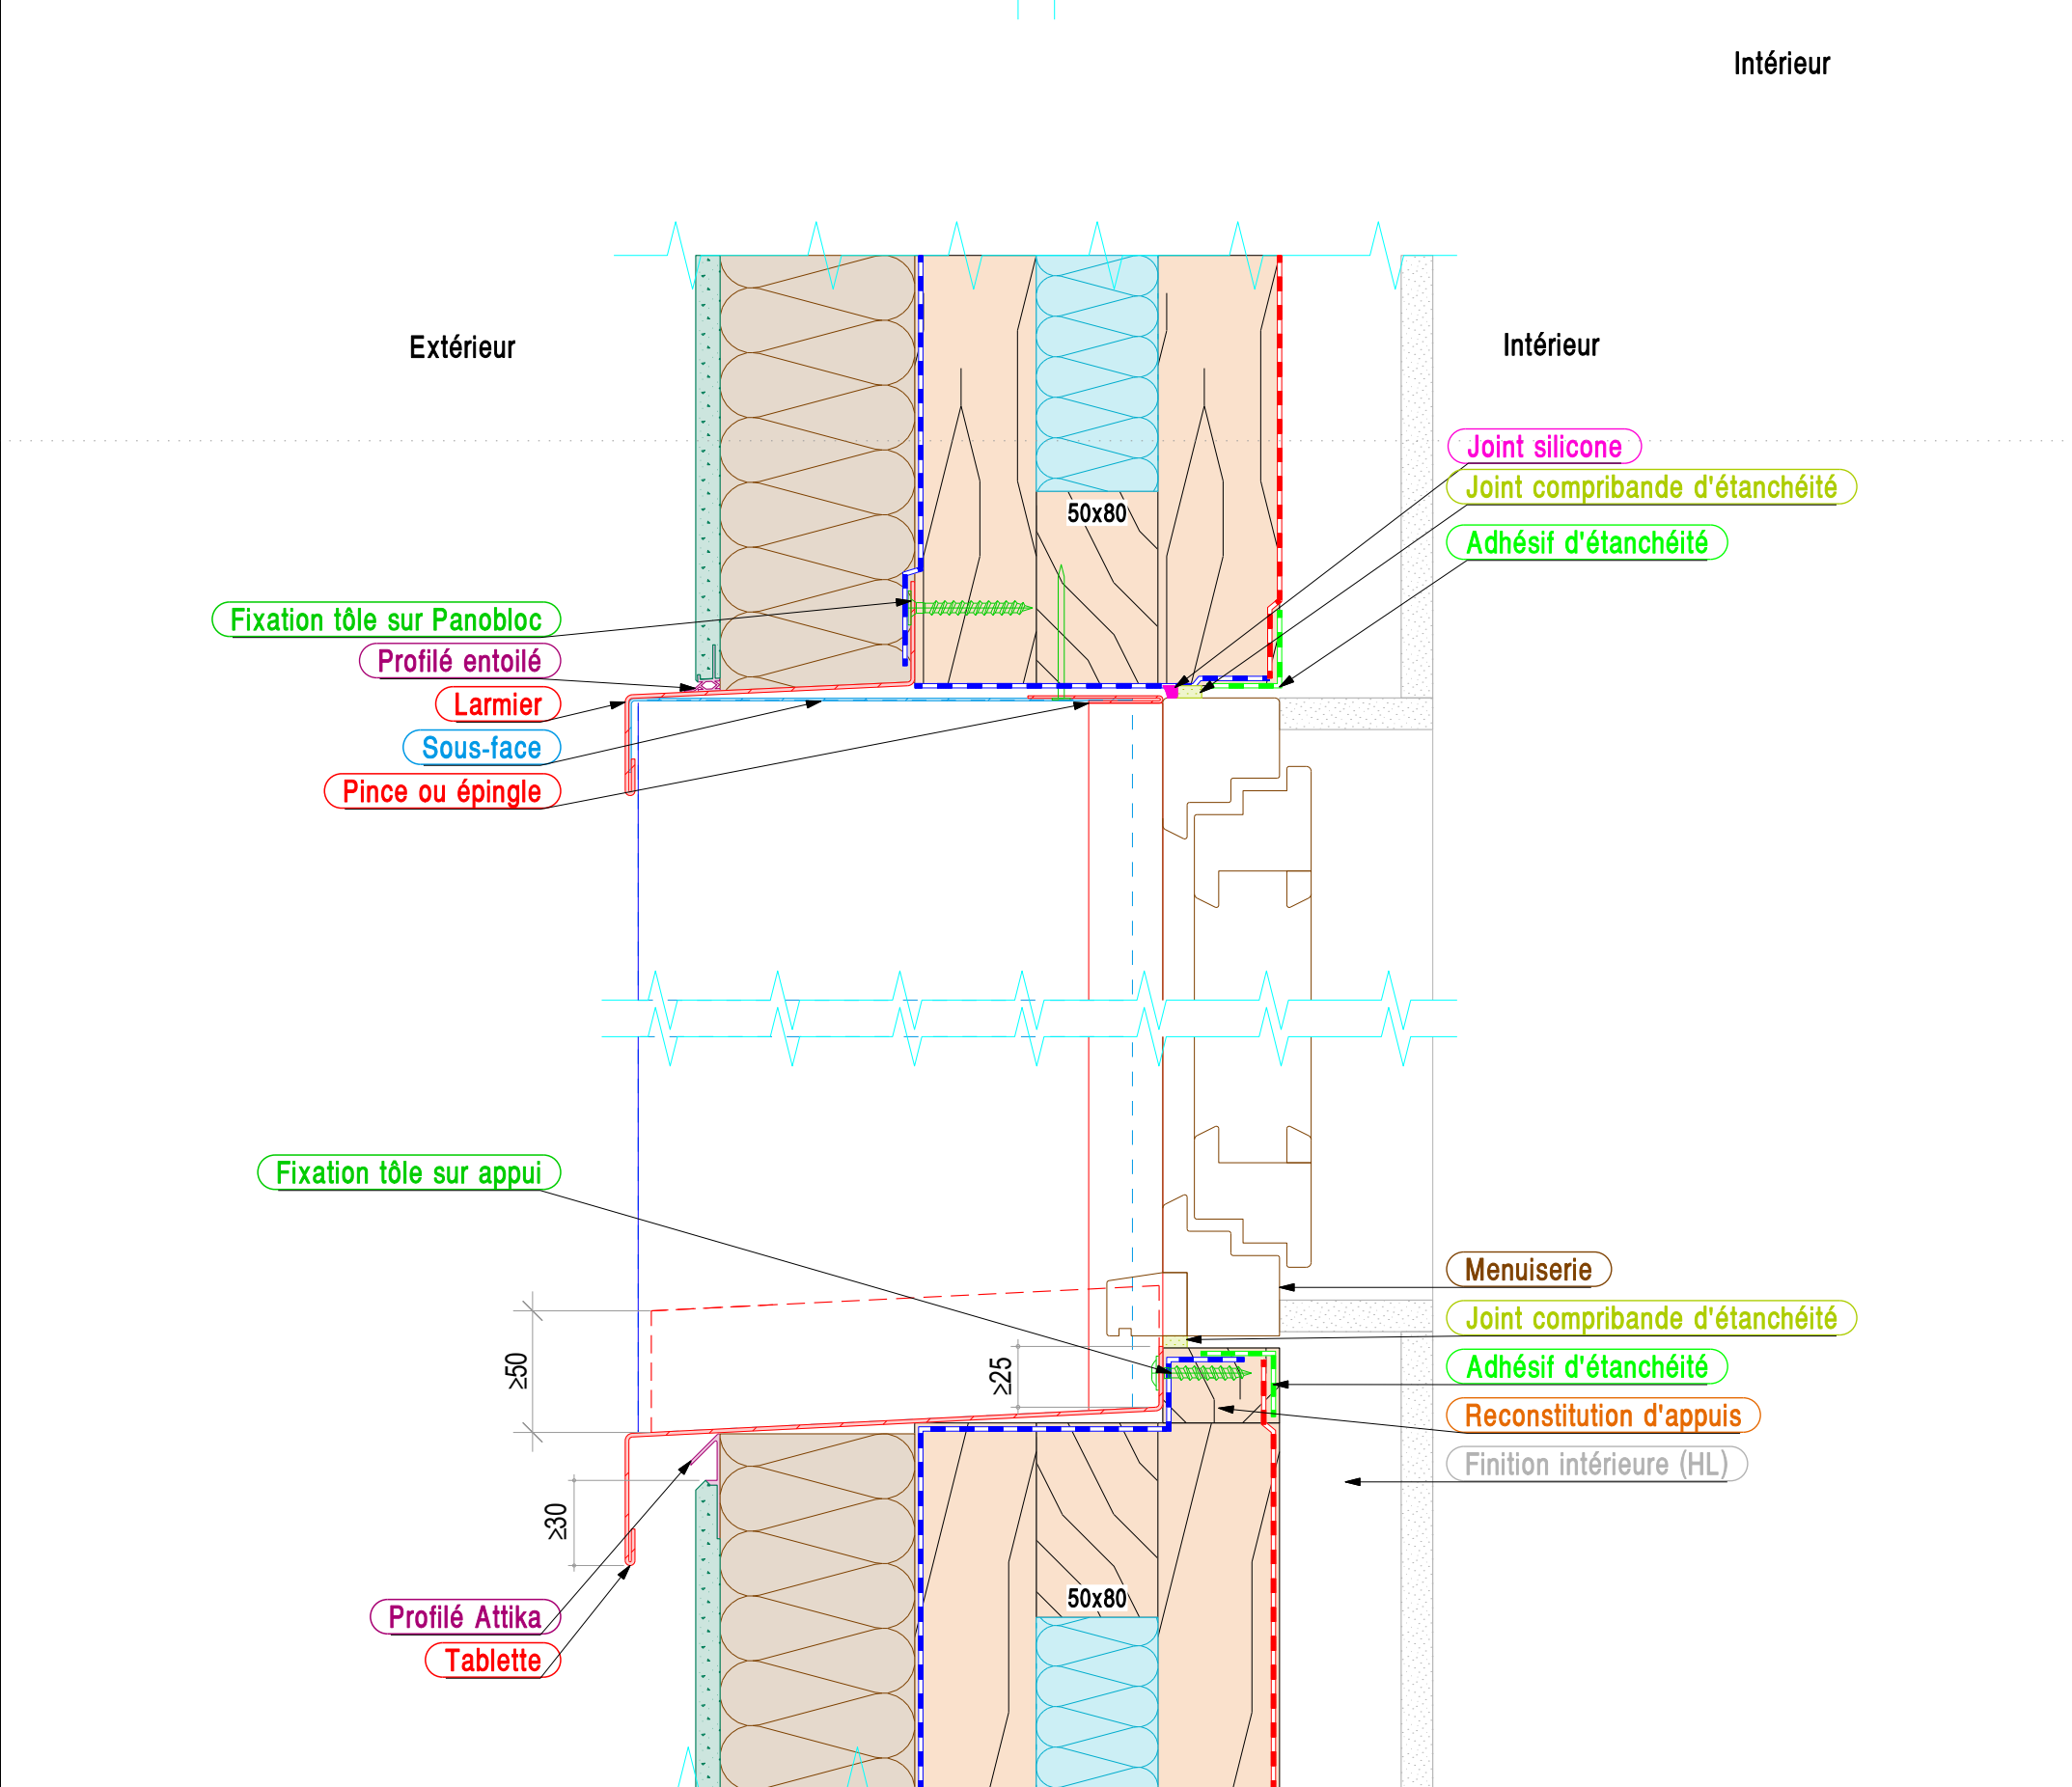 Intérieur
Extérieur
Intérieur
Joint silicone
Joint compribande d'étanchéité
50x80
Adhésif d'étanchéité
Fixation tôle sur Panobloc
Profilé entoilé
Larmier
Sous-face
Pince ou épingle
Fixation tôle sur appui
Menuiserie
Joint compribande d'étanchéité
≥50
≥25
Adhésif d'étanchéité
Reconstitution d'appuis
Finition intérieure (HL)
≥30
50x80
Profilé Attika
Tablette